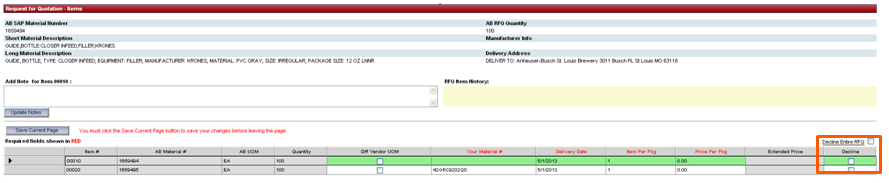 Request for Quotation - Items
AB SAP Material Number
AB RFQ Quantity
1659494
100
Short Material Description
Manufacturer Info
GUIDE,BOTTLE:CLOSER INFEED,FILLER,KRONES
Long Material Description
Delivery Address
GUIDE, BOTTLE; TYPE: CLOSER INFEED; EQUIPMENT: FILLER; MANUFACTURER: KRONES; MATERIAL: PVC GRAY; SIZE: IRREGULAR; PACKAGE SIZE: 12 OZ LNNR
DELIVER TO: Anheuser-Busch St. Louis Brewery 3011 Busch PL St Louis MO 63118
Add Note for Item 00010 :
RFQ Item History:
Update Notes
Save Current Page
You must click the Save Current Page button to save your changes before leaving the page.
Required fields shown in RED
Decline Entire RFQ
Item # AB Material # AB UOM Quantity Diff Vendor UOM Your Material # Delivery Date Item Per Pkg Price Per Pkg Extended Price Decline
00010 1659494 EA 100 5/1/2013 1 0.00
00020 1659495 EA 100 5/1/2013 1 0.00